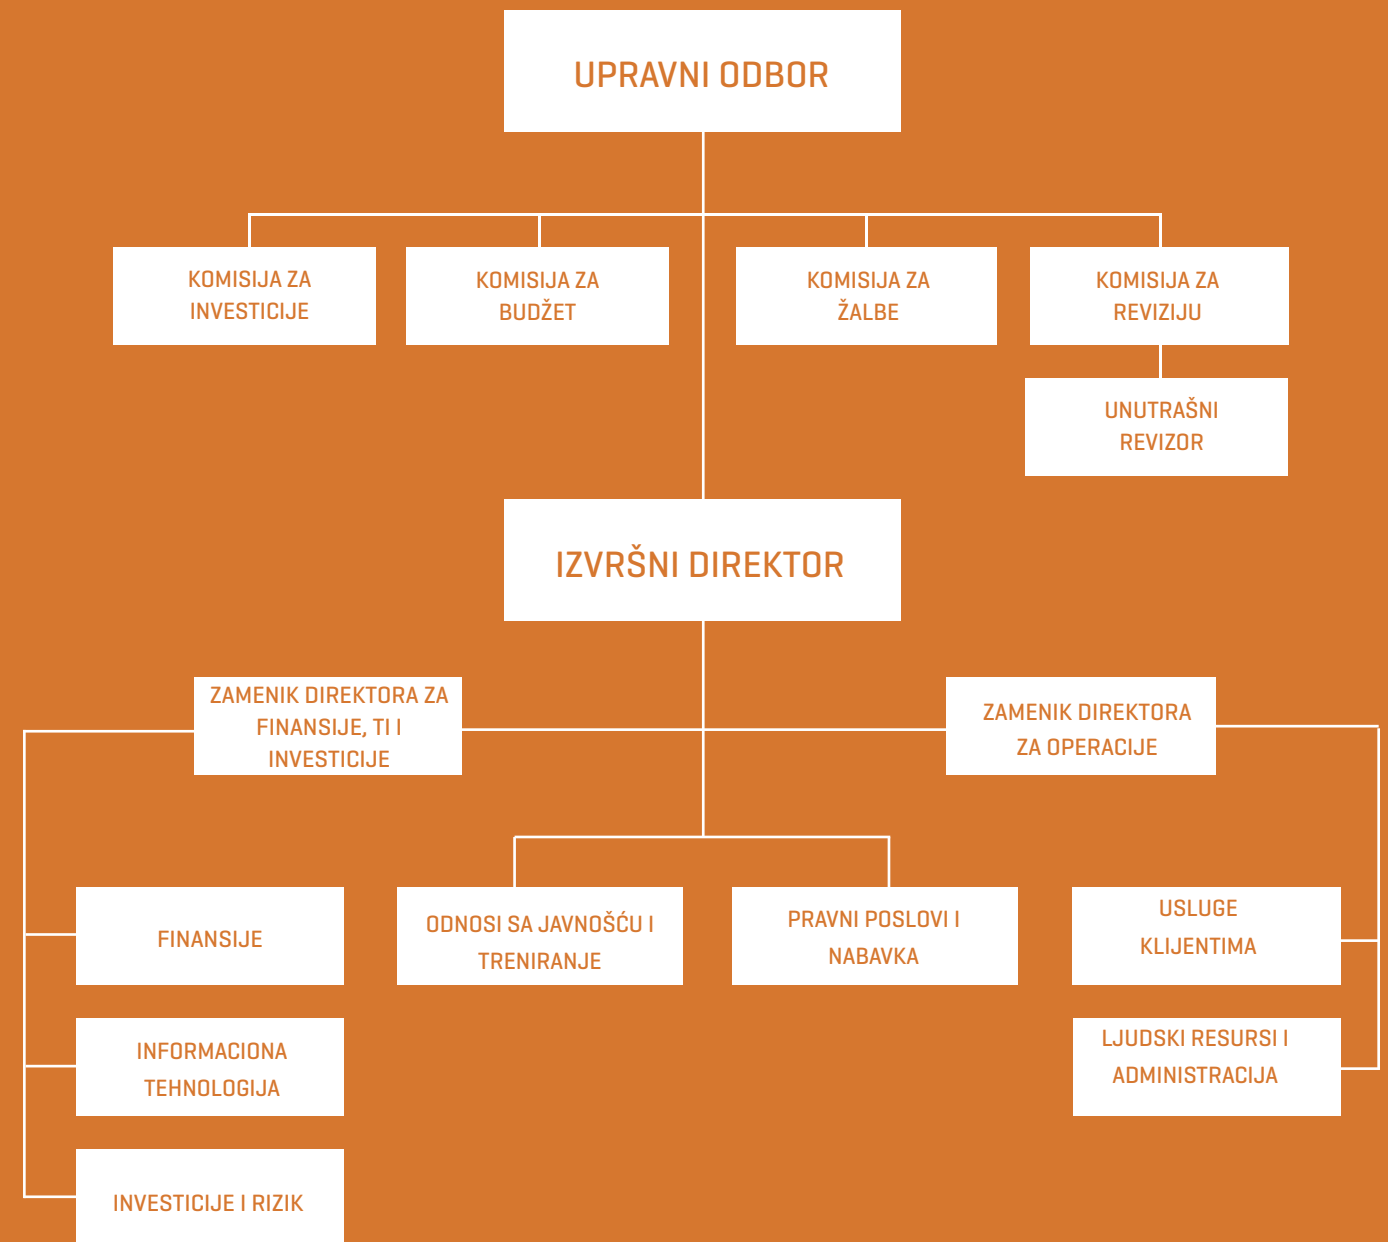 UPRAVNI ODBOR
KOMISIJA ZA
INVESTICIJE
KOMISIJA ZA
BUDŽET
KOMISIJA ZA
ŽALBE
KOMISIJA ZA
REVIZIJU
UNUTRAŠNI
REVIZOR
IZVRŠNI DIREKTOR
ZAMENIK DIREKTORA ZA
FINANSIJE, TI I
INVESTICIJE
ZAMENIK DIREKTORA
ZA OPERACIJE
FINANSIJE
ODNOSI SA JAVNOŠĆU I
TRENIRANJE
PRAVNI POSLOVI I
NABAVKA
USLUGE
KLIJENTIMA
INFORMACIONA
TEHNOLOGIJA
LJUDSKI RESURSI I
ADMINISTRACIJA
INVESTICIJE I RIZIK